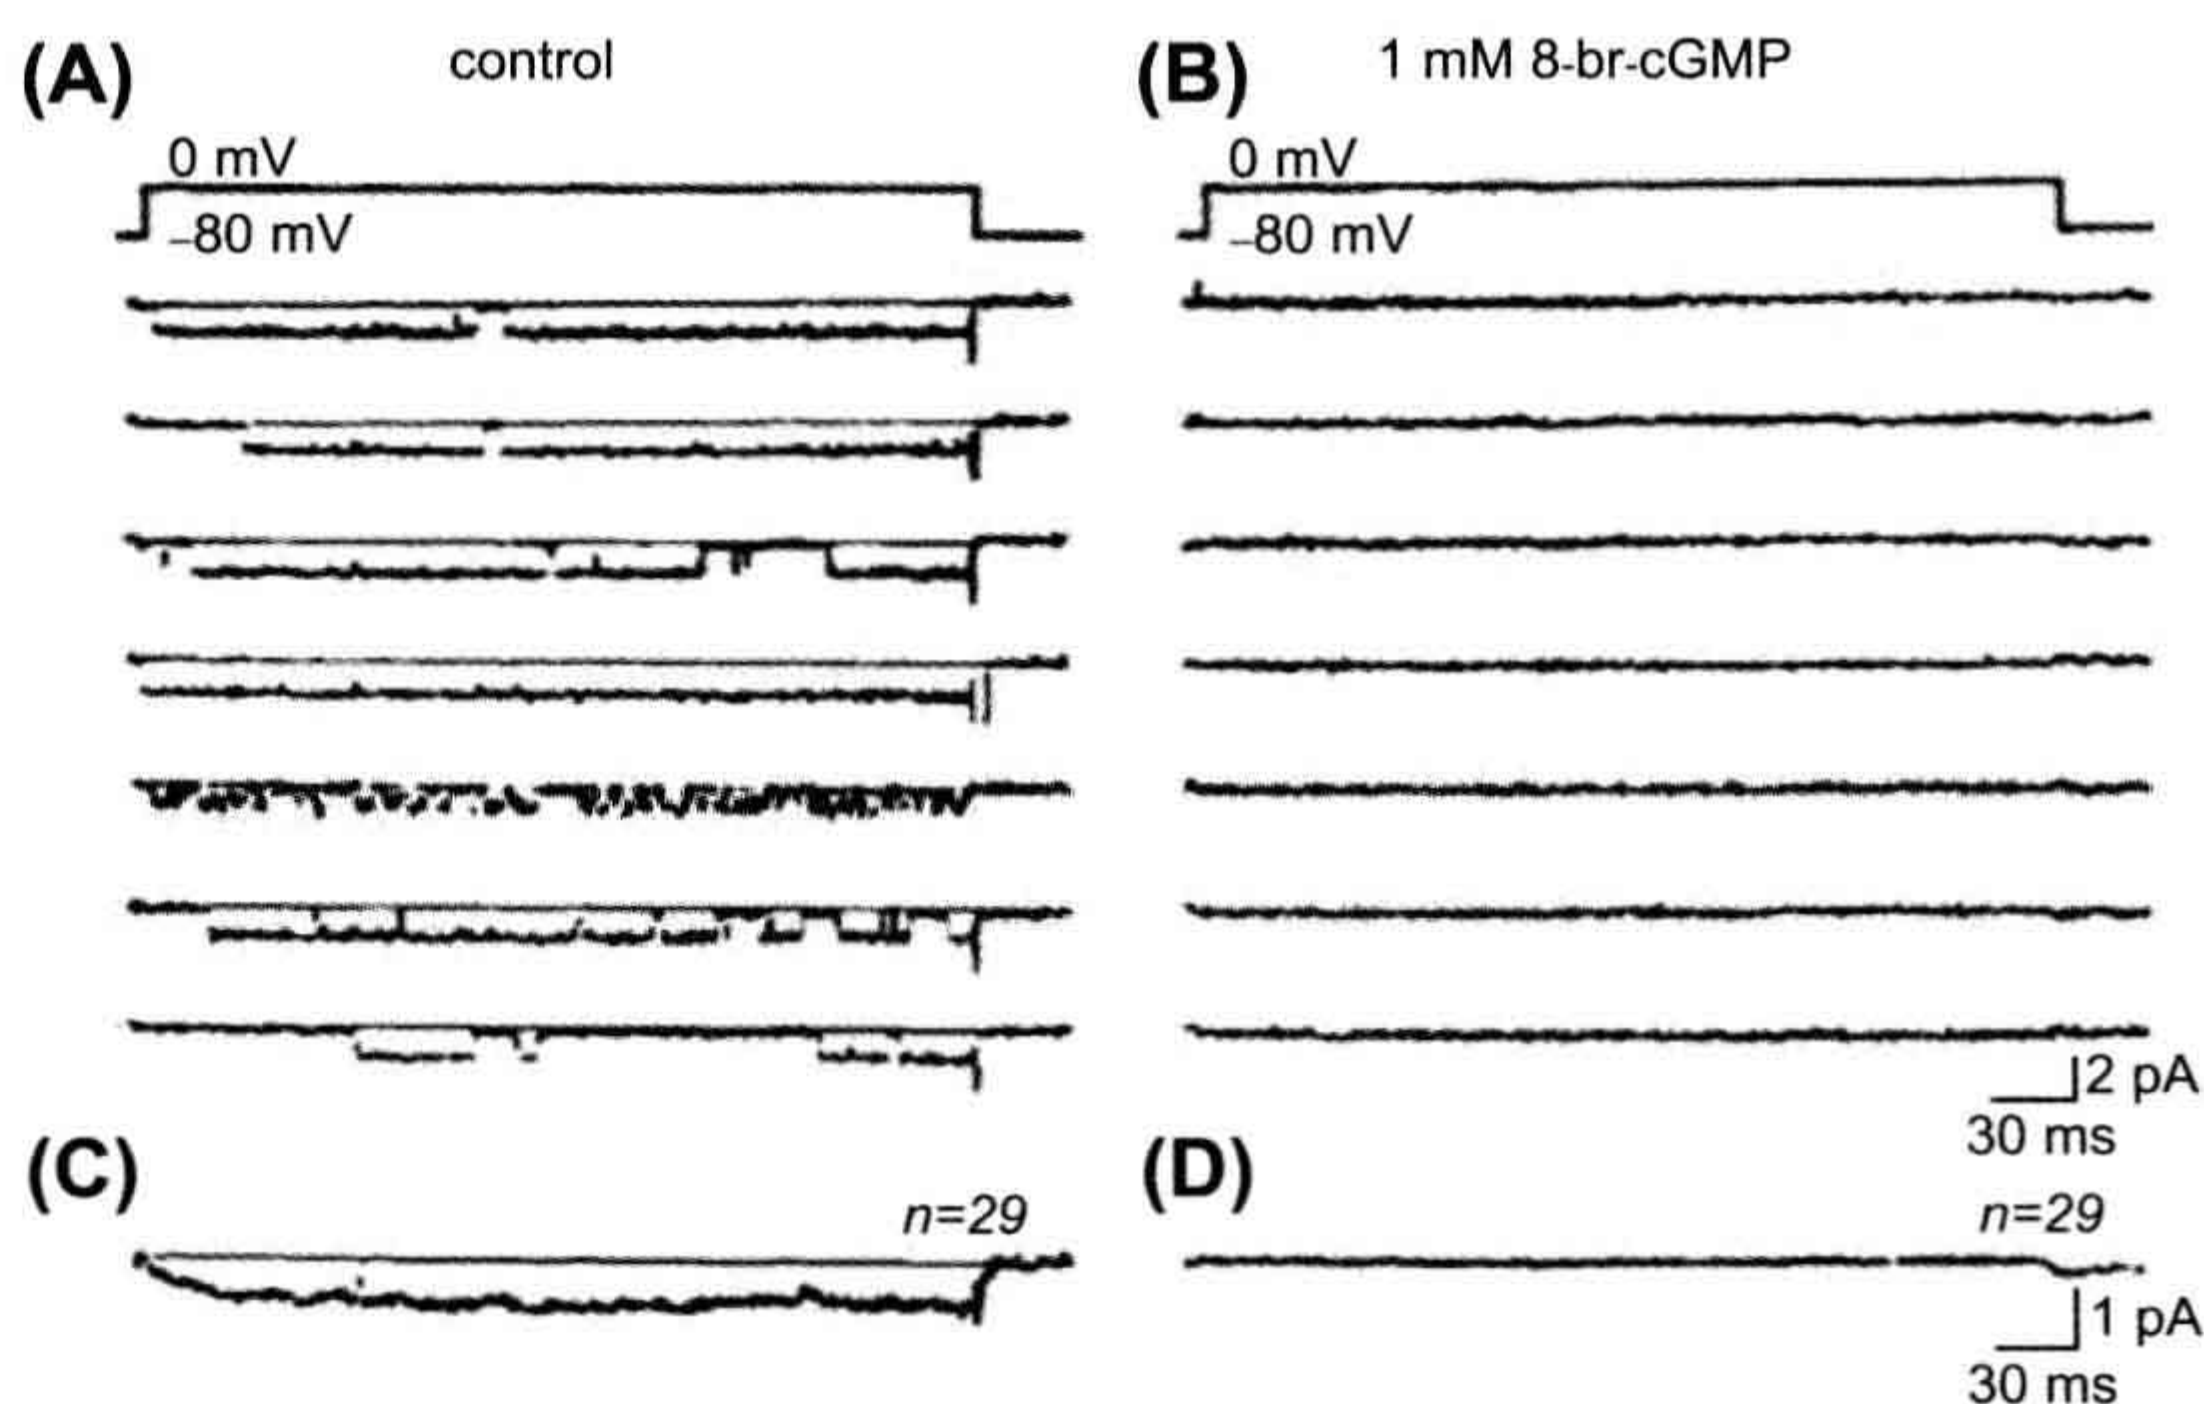 (A) control
0 mV
–80 mV
(B) 1 mM 8-br-cGMP
0 mV
–80 mV
2 pA
30 ms
(C)
n=29
(D)
n=29
1 pA
30 ms